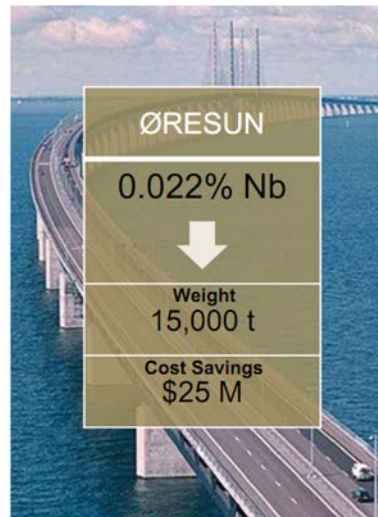 ØRESUN
0.022% Nb
Weight
15,000 t
Cost Savings
$25 M